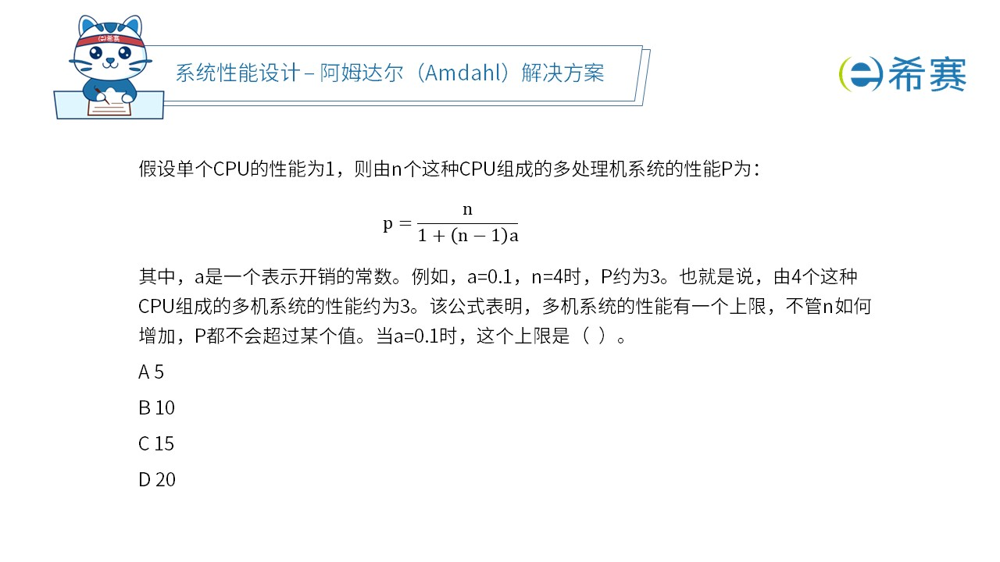 希赛
系统性能设计 – 阿姆达尔（Amdahl）解决方案
希赛
假设单个CPU的性能为1，则由n个这种CPU组成的多处理机系统的性能P为：
p = n / (1 + (n − 1)a)
其中，a是一个表示开销的常数。例如，a=0.1，n=4时，P约为3。也就是说，由4个这种
CPU组成的多机系统的性能约为3。该公式表明，多机系统的性能有一个上限，不管n如何
增加，P都不会超过某个值。当a=0.1时，这个上限是（ ）。
A 5
B 10
C 15
D 20